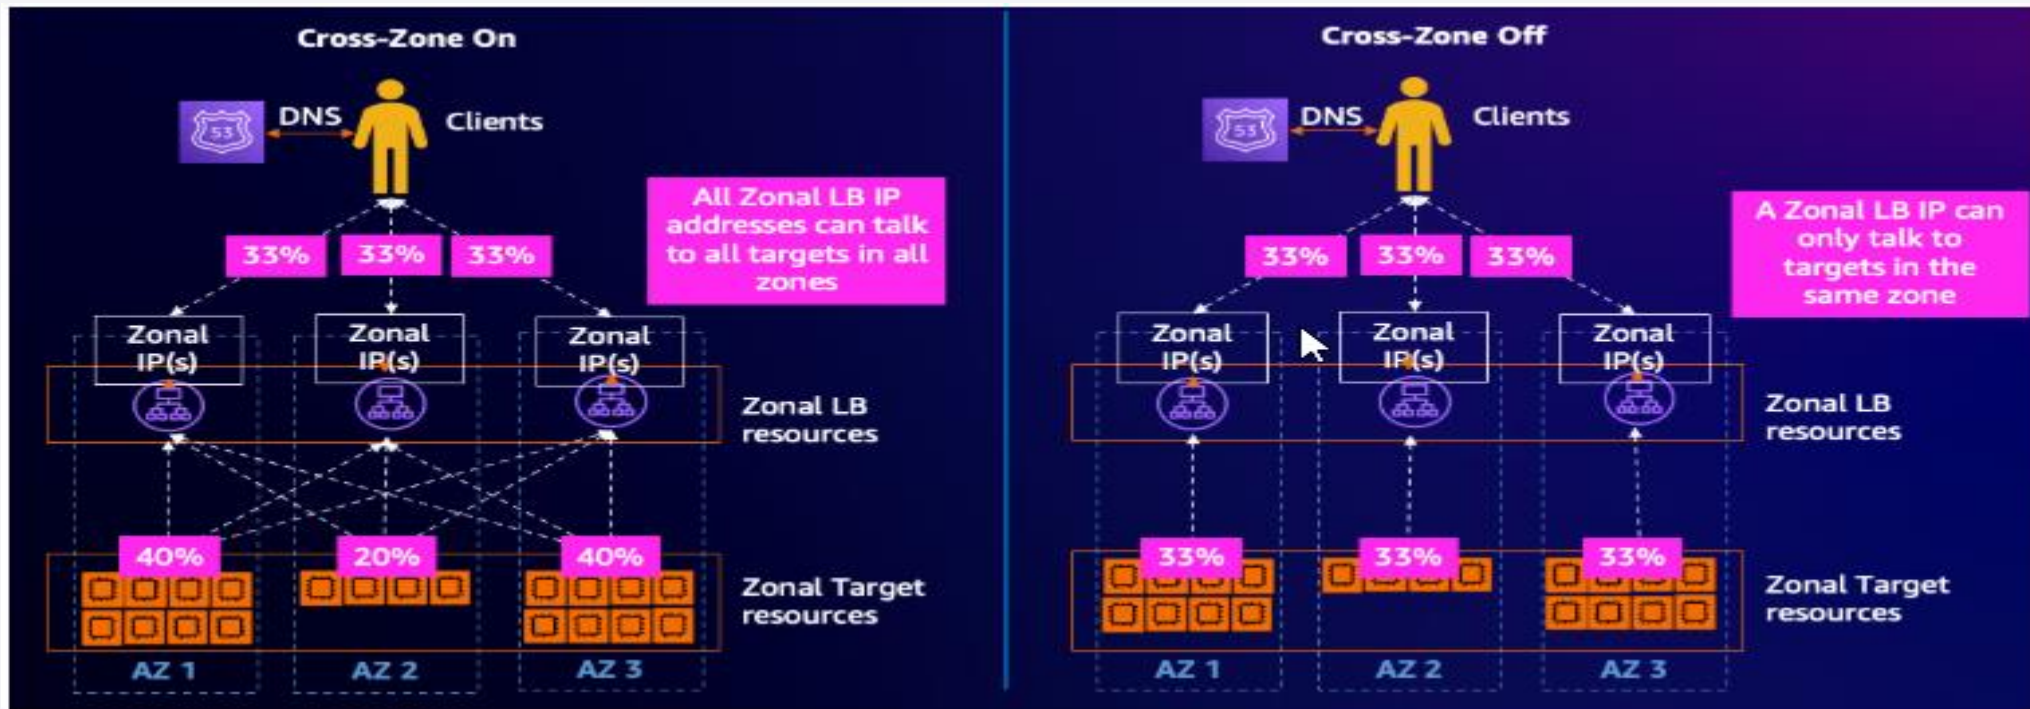 Cross-Zone On
53
DNS
Clients
All Zonal LB IP
addresses can talk
to all targets in all
zones
33%
33%
33%
Zonal
IP(s)
Zonal
IP(s)
Zonal
IP(s)
Zonal LB
resources
40%
20%
40%
Zonal Target
resources
AZ 1
AZ 2
AZ 3
Cross-Zone Off
53
DNS
Clients
A Zonal LB IP can
only talk to
targets in the
same zone
33%
33%
33%
Zonal
IP(s)
Zonal
IP(s)
Zonal
IP(s)
Zonal LB
resources
33%
33%
33%
Zonal Target
resources
AZ 1
AZ 2
AZ 3